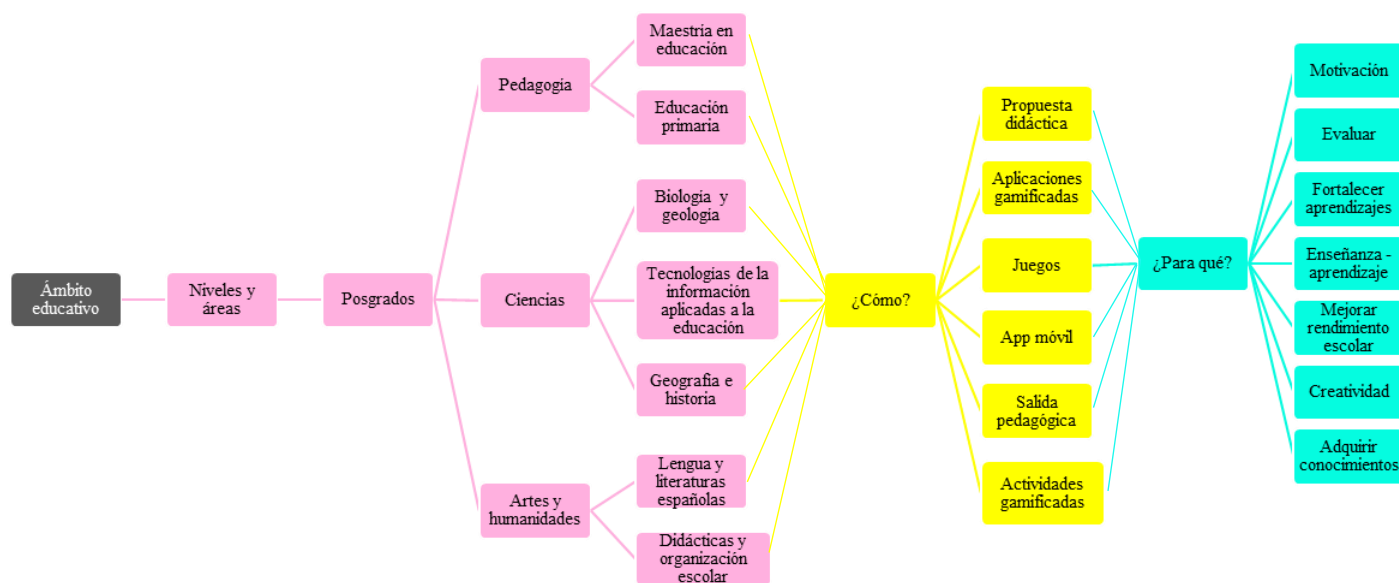 Ámbito
educativo
Niveles y
áreas
Posgrados
Pedagogía
Ciencias
Artes y
humanidades
Maestría en
educación
Educación
primaria
Biología y
geología
Tecnologías de la
información
aplicadas a la
educación
Geografía e
historia
Lengua y
literaturas
españolas
Didácticas y
organización
escolar
¿Cómo?
Propuesta
didáctica
Aplicaciones
gamificadas
Juegos
App móvil
Salida
pedagógica
Actividades
gamificadas
¿Para qué?
Motivación
Evaluar
Fortalecer
aprendizajes
Enseñanza -
aprendizaje
Mejorar
rendimiento
escolar
Creatividad
Adquirir
conocimientos